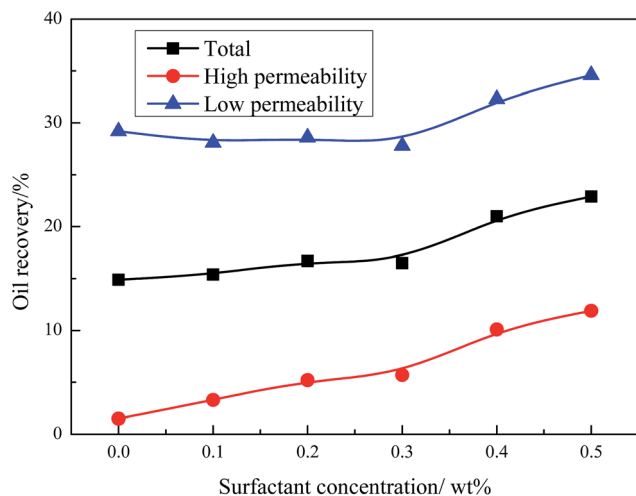 40
30
20
10
0
Oil recovery/%
Total
High permeability
Low permeability
0.0 0.1 0.2 0.3 0.4 0.5
Surfactant concentration/ wt%